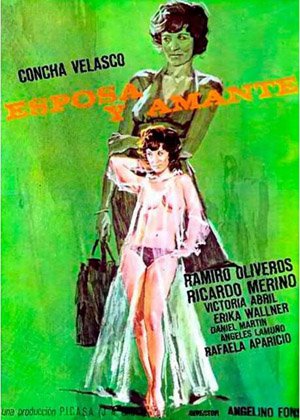 CONCHA VELASCO
ESPOSA
Y AMANTE
RAMIRO OLIVEROS
RICARDO MERINO
VICTORIA ABRIL
ERIKA WALLNER
DANIEL MARTIN
ANGELES LAMUÑO
RAFAELA APARICIO
una producción P.I.C.A.S.A.
DIRECTOR ANGELINO FONS